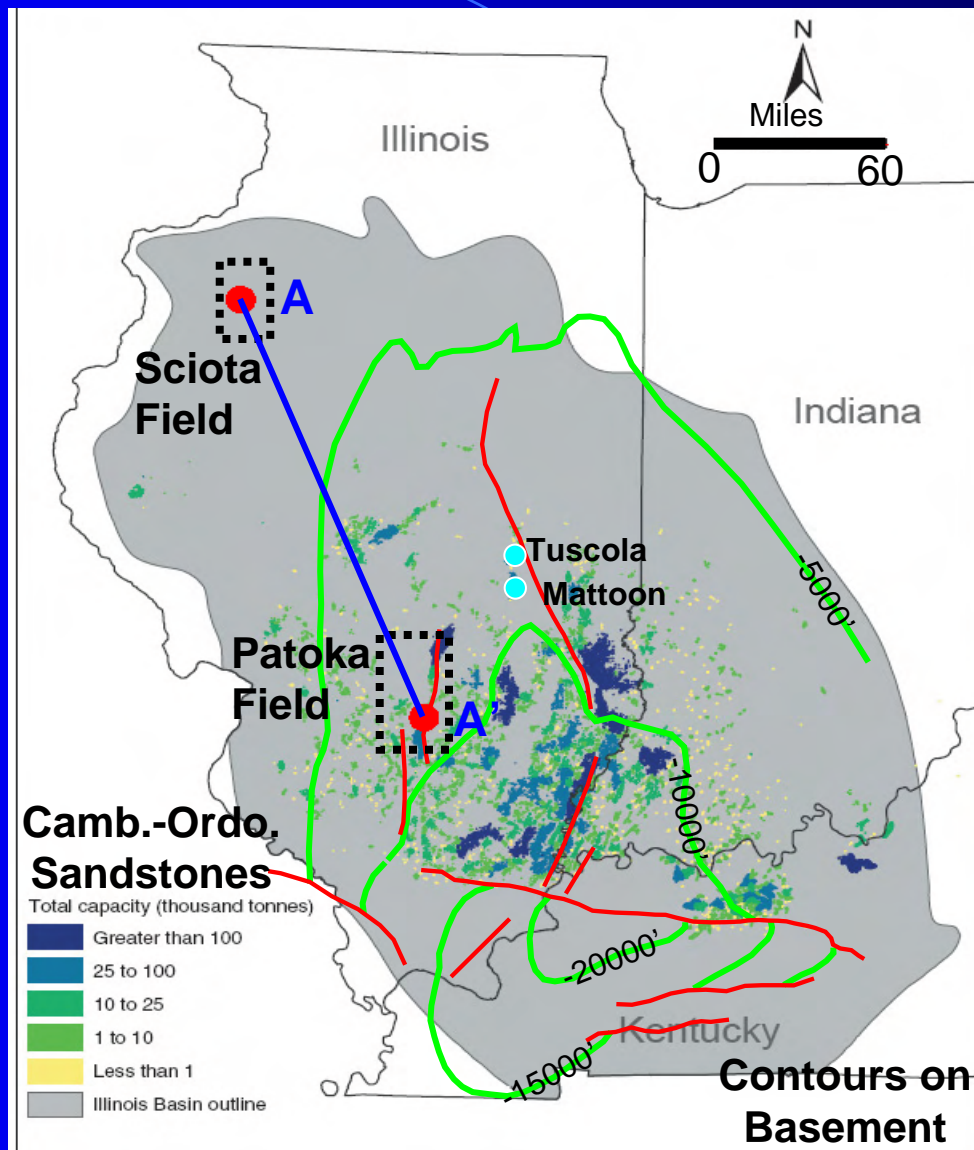 N
Miles
0 60
Illinois
A
Sciota
Field
Indiana
Tuscola
Mattoon
-5000’
Patoka
Field
A’
-10000’
Camb.-Ordo.
Sandstones
Total capacity (thousand tonnes)
Greater than 100
25 to 100
10 to 25
1 to 10
Less than 1
Illinois Basin outline
-20000’
Kentucky
-15000’
Contours on
Basement